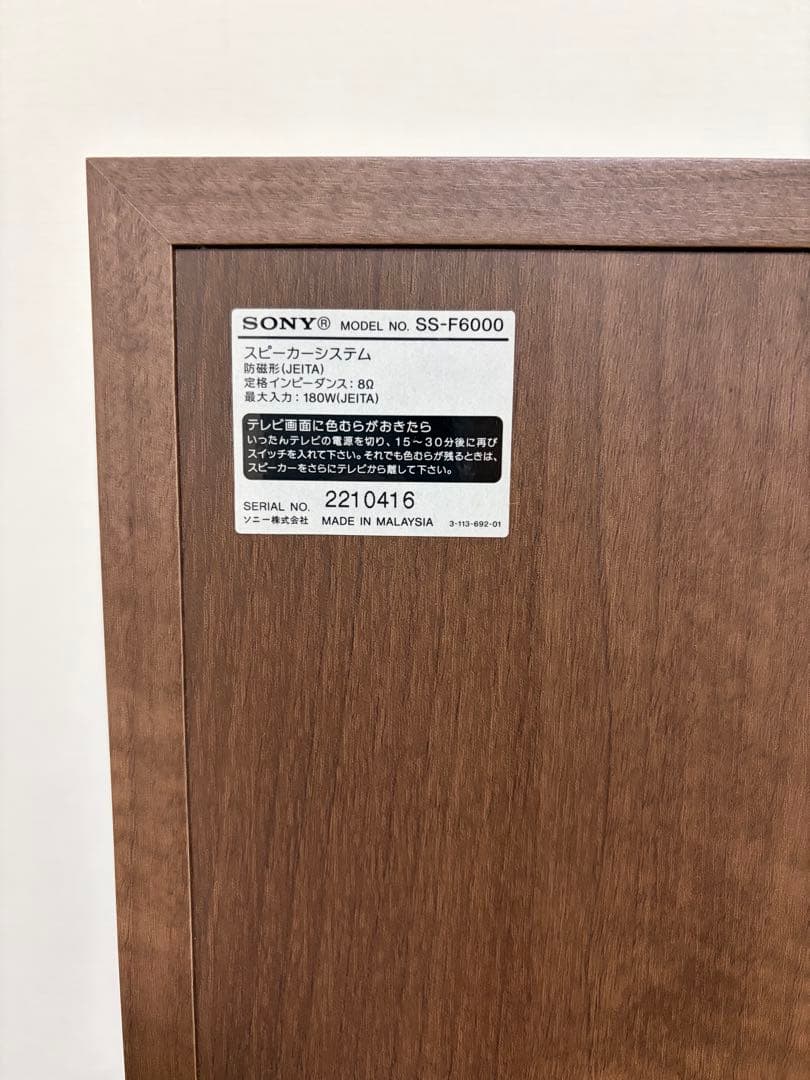 SONY® MODEL NO. SS-F6000
スピーカーシステム
防磁形(JEITA)
定格インピーダンス：8Ω
最大入力：180W(JEITA)
テレビ画面に色むらがおきたら
いったんテレビの電源を切り、15～30分後に再び
スイッチを入れて下さい。それでも色むらが残るときは、
スピーカーをさらにテレビから離して下さい。
SERIAL NO. 2210416
ソニー株式会社 MADE IN MALAYSIA 3-113-692-01